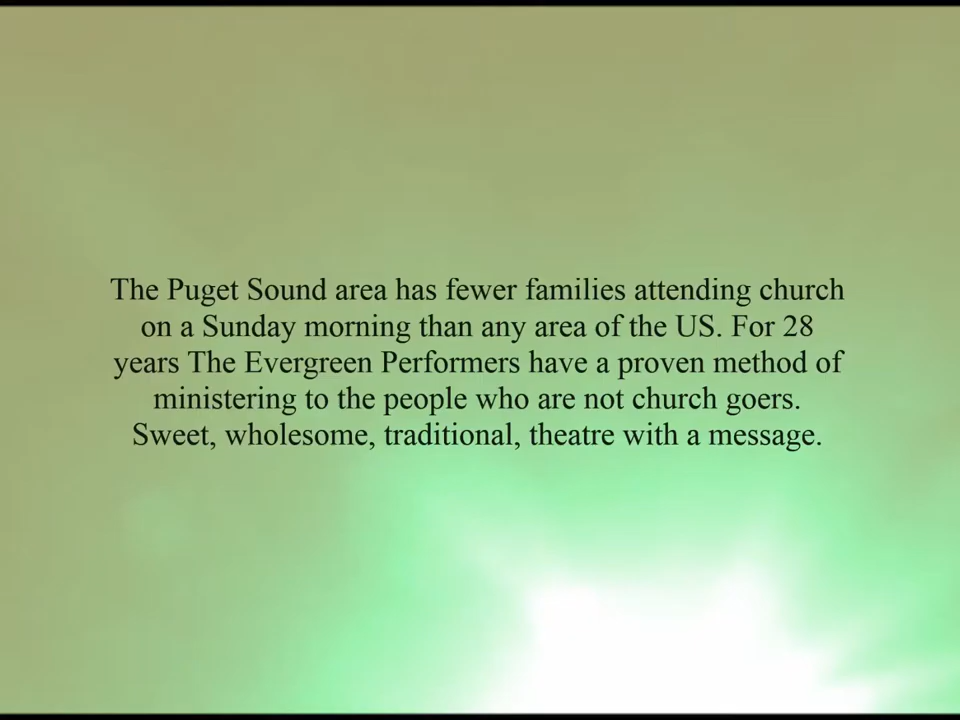 The Puget Sound area has fewer families attending church
on a Sunday morning than any area of the US. For 28
years The Evergreen Performers have a proven method of
ministering to the people who are not church goers.
Sweet, wholesome, traditional, theatre with a message.